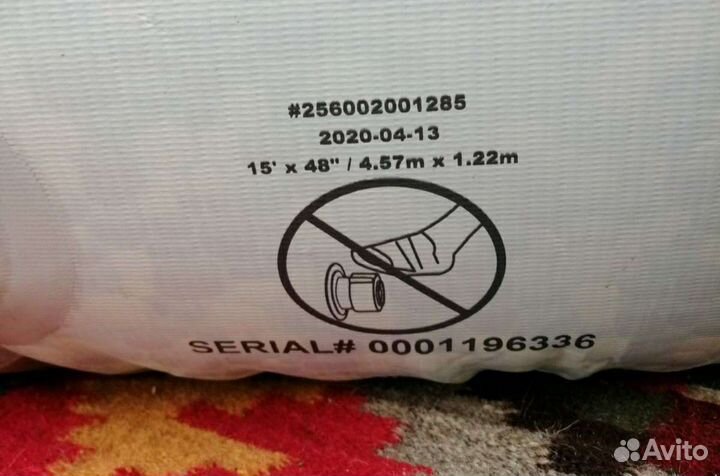 #256002001285
2020-04-13
15' x 48" / 4.57m x 1.22m
SERIAL# 0001196336
Avito